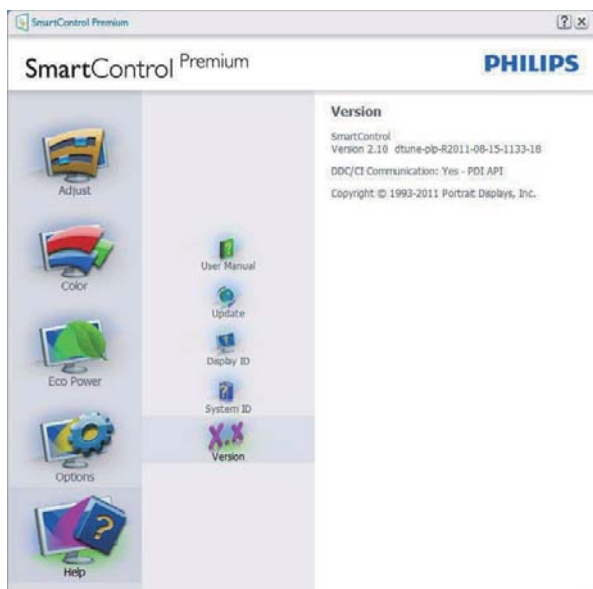 SmartControl Premium
? x
SmartControl Premium
PHILIPS
Adjust
Color
Eco Power
Options
Help
User Manual
Update
Display ID
System ID
Version
Version
SmartControl
Version 2.10 dtune-plp-R2011-08-15-1133-18
DDC/CI Communication: Yes - PDI API
Copyright © 1993-2011 Portrait Displays, Inc.